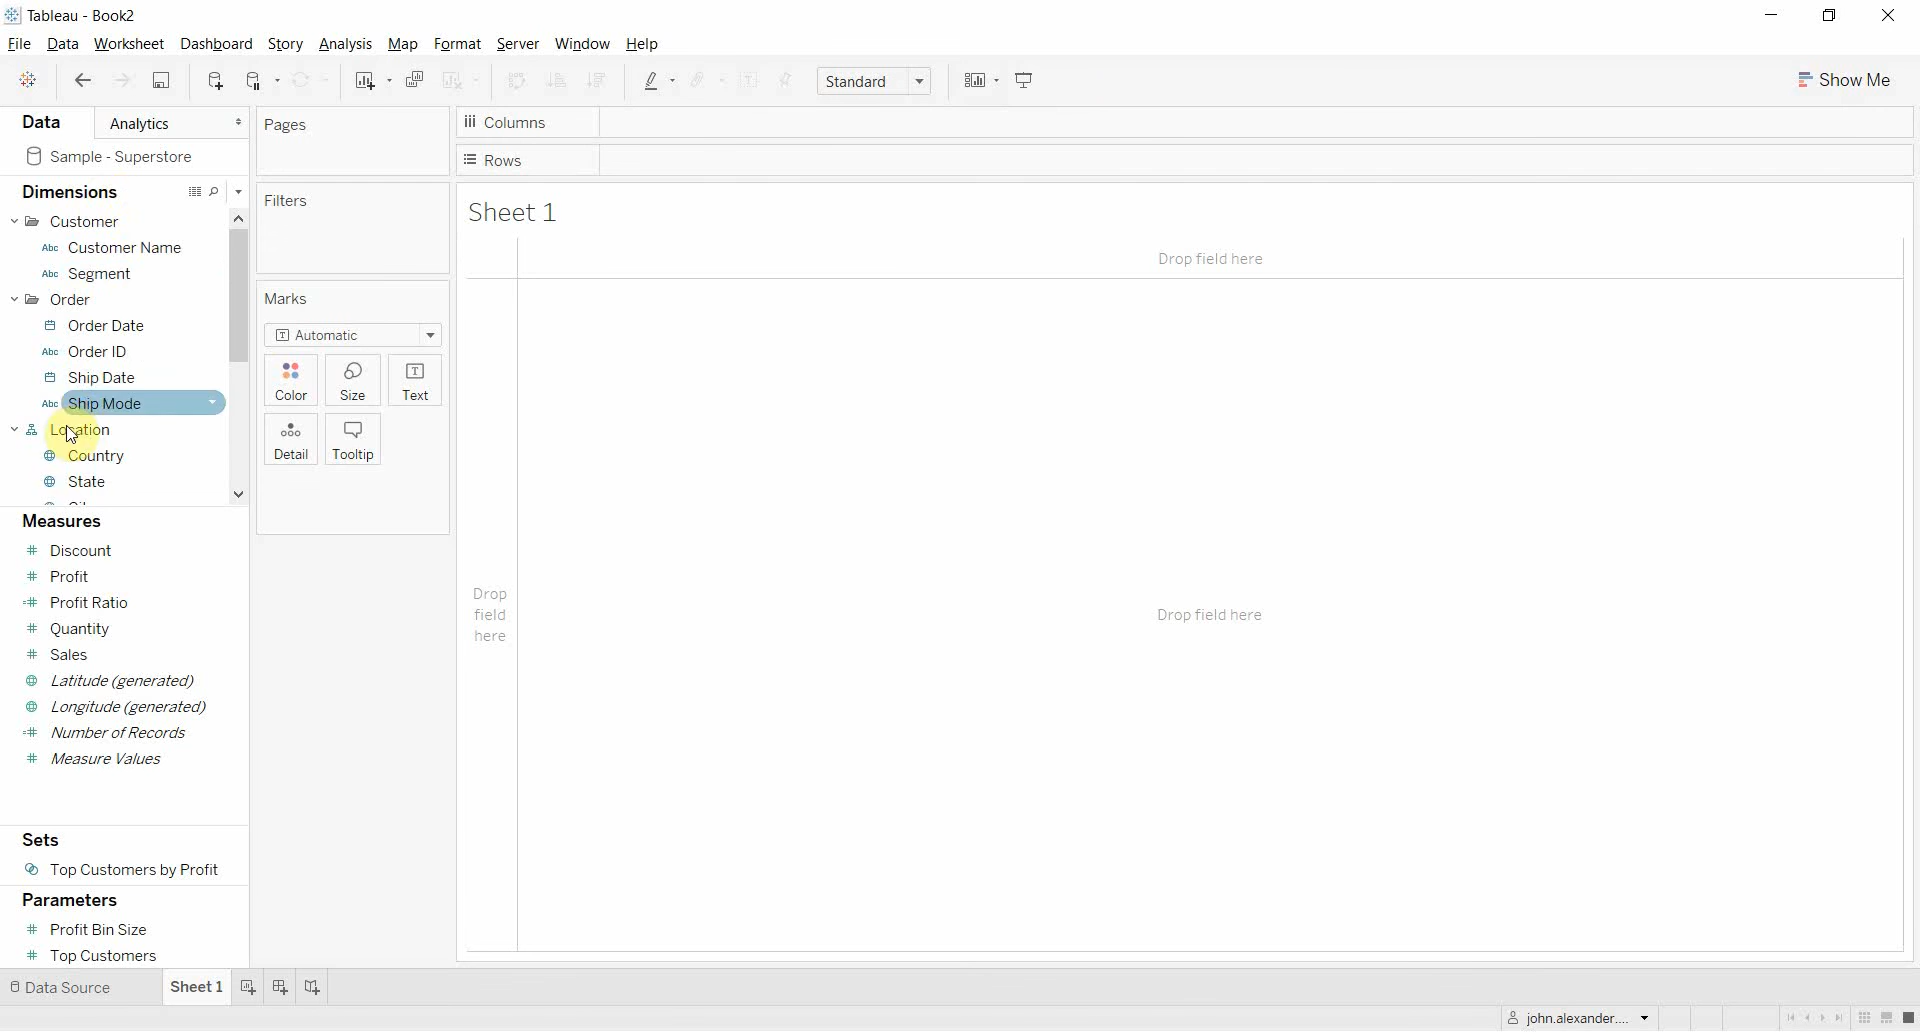 Tableau - Book2
File Data Worksheet Dashboard Story Analysis Map Format Server Window Help
Standard
Show Me
Data
Analytics
Sample - Superstore
Dimensions
Customer
Abc Customer Name
Abc Segment
Order
Order Date
Abc Order ID
Ship Date
Abc Ship Mode
Location
Country
State
Measures
Discount
Profit
Profit Ratio
Quantity
Sales
Latitude (generated)
Longitude (generated)
Number of Records
Measure Values
Sets
Top Customers by Profit
Parameters
Profit Bin Size
Top Customers
Pages
Filters
Marks
Automatic
Color Size Text
Detail Tooltip
Columns
Rows
Sheet 1
Drop field here
Drop
field
here
Drop field here
Data Source Sheet 1
john.alexander....